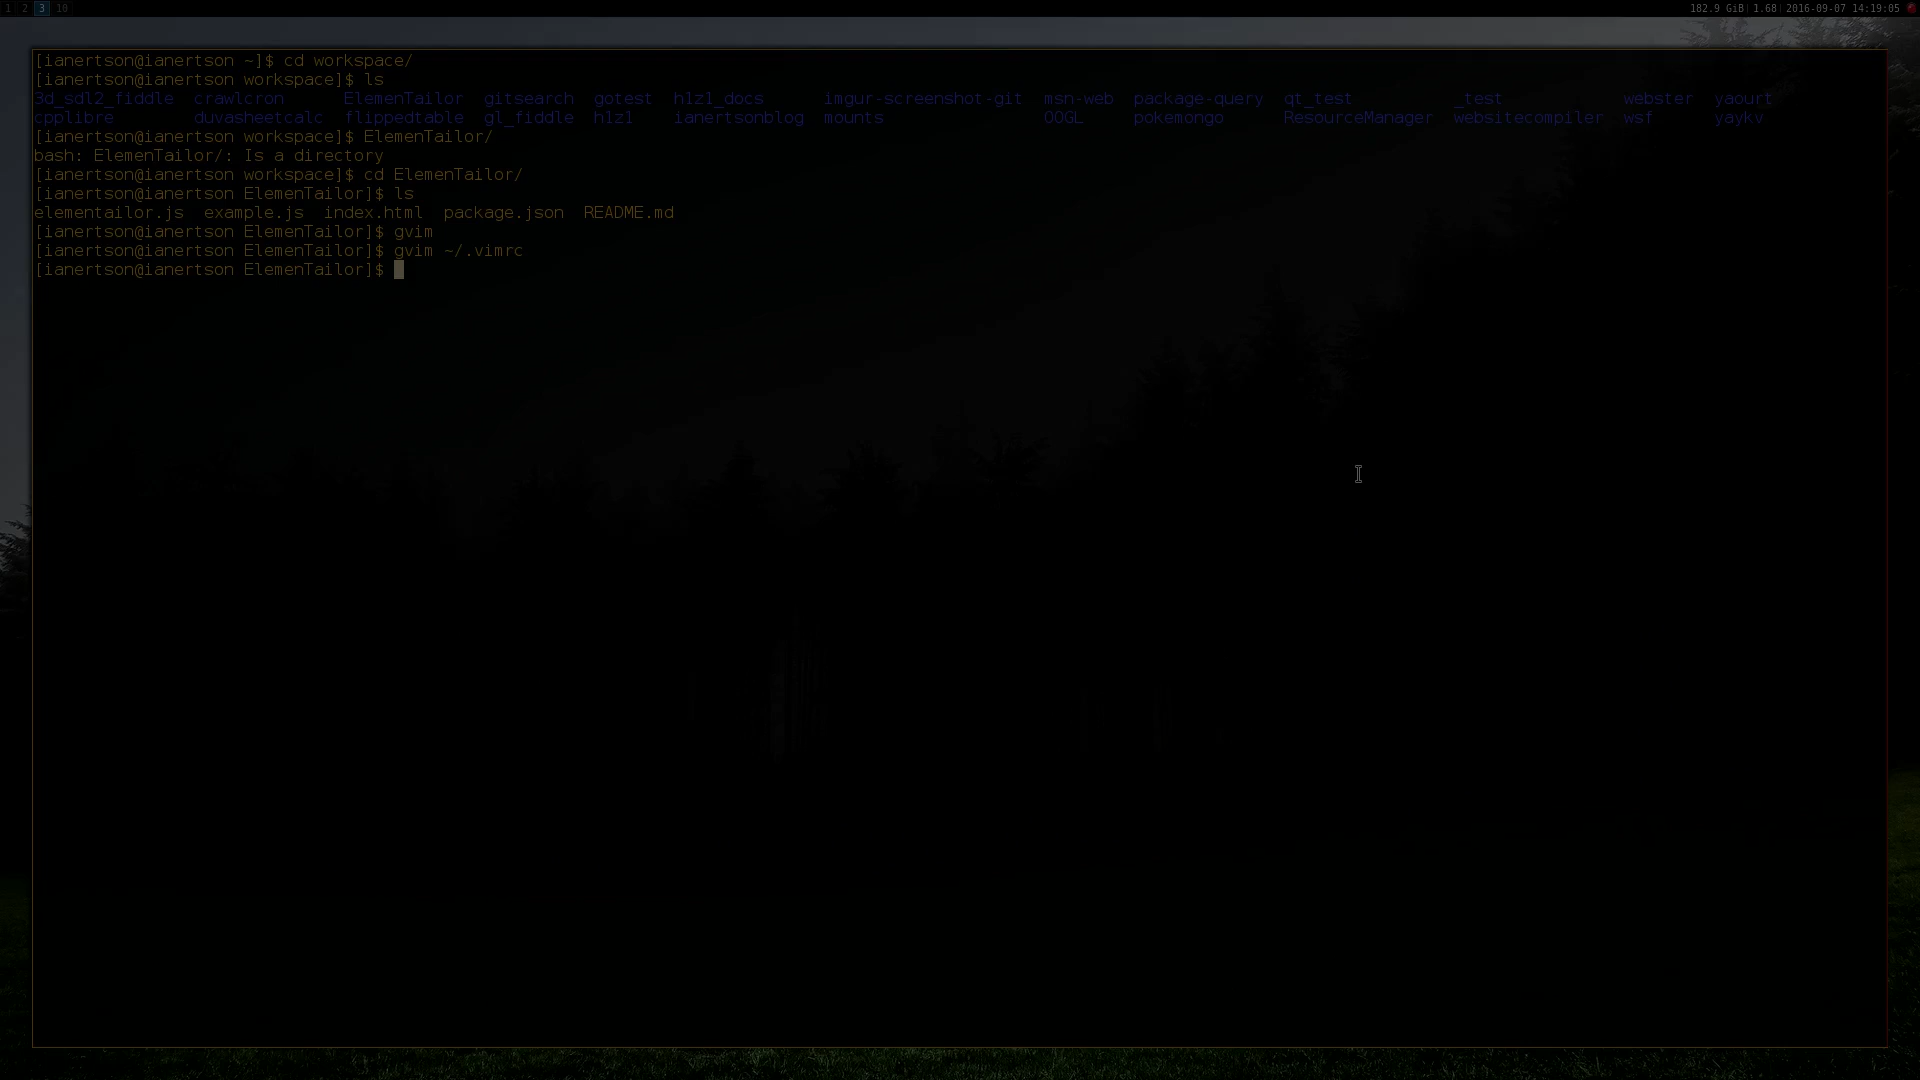 1 2 3 10 182.9 GiB| 1.68| 2016-09-07 14:19:05
[ianertson@ianertson ~]$ cd workspace/
[ianertson@ianertson workspace]$ ls
3d_sdl2_fiddle crawlcron ElemenTailor gitsearch gotest h1z1_docs imgur-screenshot-git msn-web package-query qt_test _test webster yaourt
cpplibre duvasheetcalc flippedtable gl_fiddle h1z1 ianertsonblog mounts OOGL pokemongo ResourceManager websitecompiler wsf yaykv
[ianertson@ianertson workspace]$ ElemenTailor/
bash: ElemenTailor/: Is a directory
[ianertson@ianertson workspace]$ cd ElemenTailor/
[ianertson@ianertson ElemenTailor]$ ls
elementailor.js example.js index.html package.json README.md
[ianertson@ianertson ElemenTailor]$ gvim
[ianertson@ianertson ElemenTailor]$ gvim ~/.vimrc
[ianertson@ianertson ElemenTailor]$